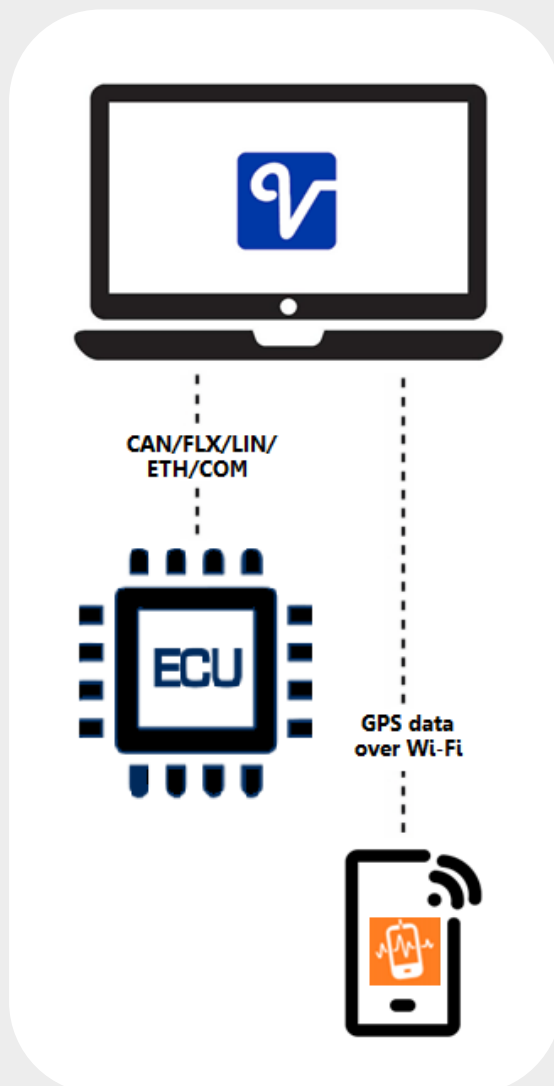 V
CAN/FLX/LIN/
ETH/COM
ECU
GPS data
over Wi-Fi